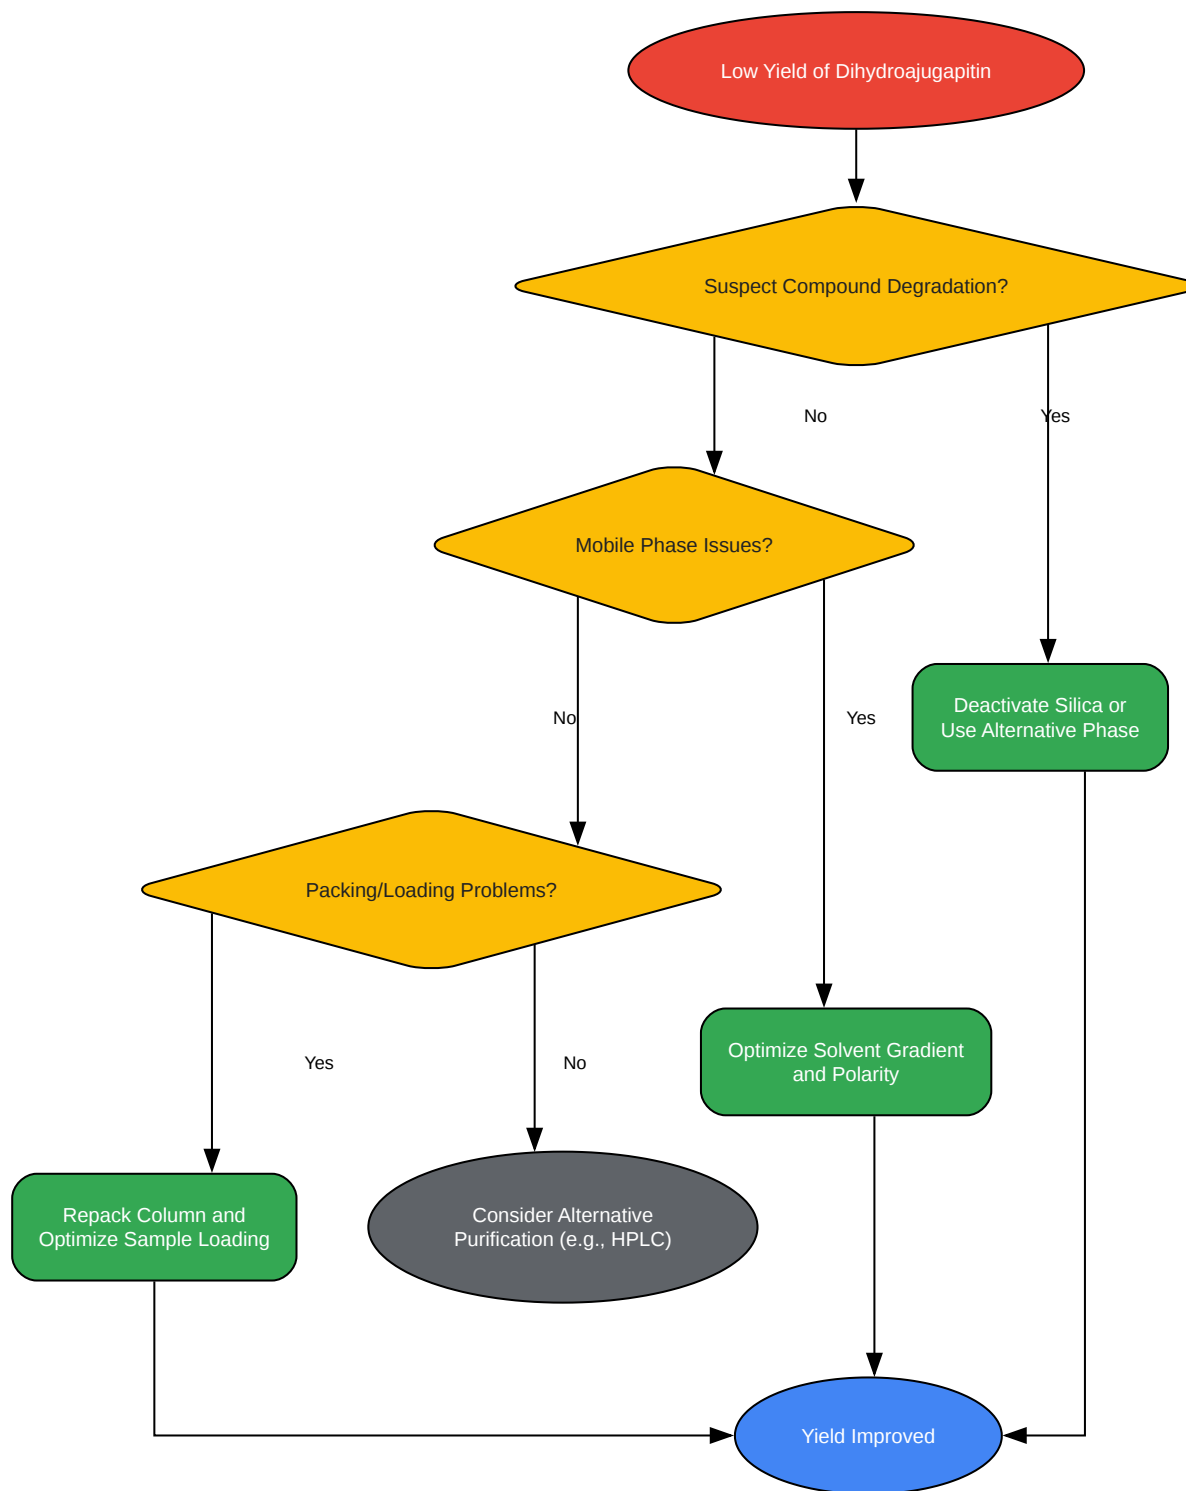 Low Yield of Dihydroajugapitin
Suspect Compound Degradation?
No
Yes
Mobile Phase Issues?
Deactivate Silica or
Use Alternative Phase
No
Yes
Packing/Loading Problems?
Optimize Solvent Gradient
and Polarity
Yes
No
Repack Column and
Optimize Sample Loading
Consider Alternative
Purification (e.g., HPLC)
Yield Improved